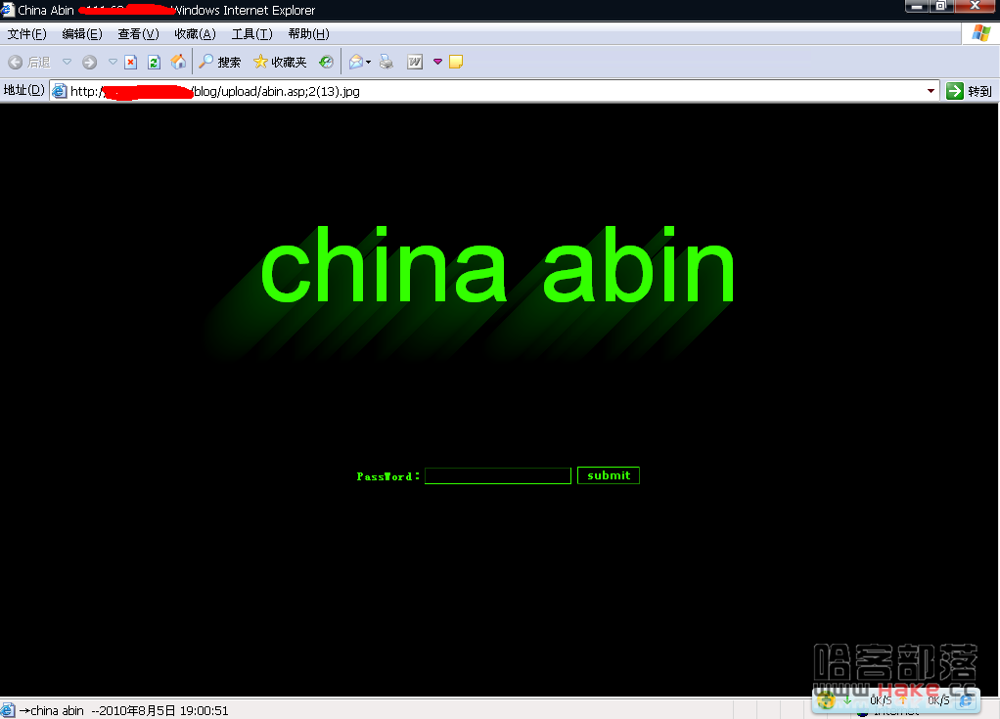 China Abin Windows Internet Explorer
文件(F) 编辑(E) 查看(V) 收藏(A) 工具(T) 帮助(H)
后退 搜索 收藏夹 W
地址(D) http:/ /blog/upload/abin.asp;2(13).jpg 转到
china abin
PassWord: submit
哈客部落
www.Hake.cc
0K/S 0K/S
→china abin --2010年8月5日 19:00:51 Internet